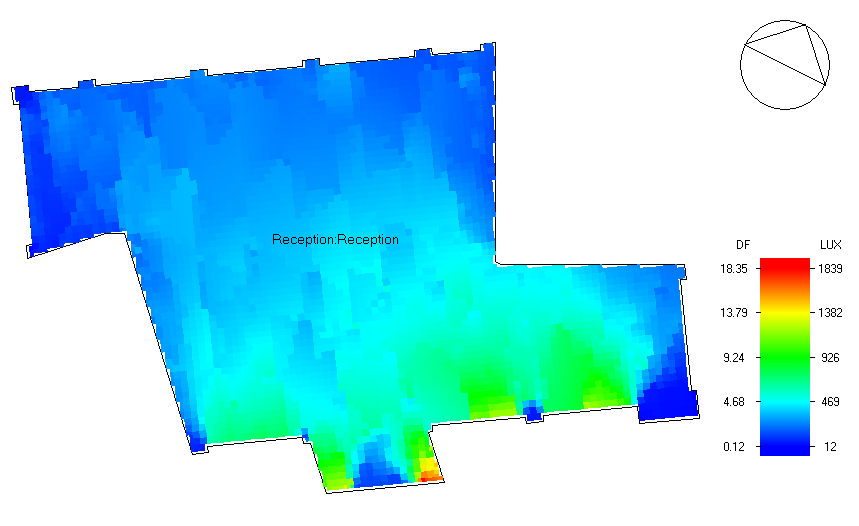 Reception:Reception
DF LUX
18.35 1839
13.79 1382
9.24 926
4.68 469
0.12 12